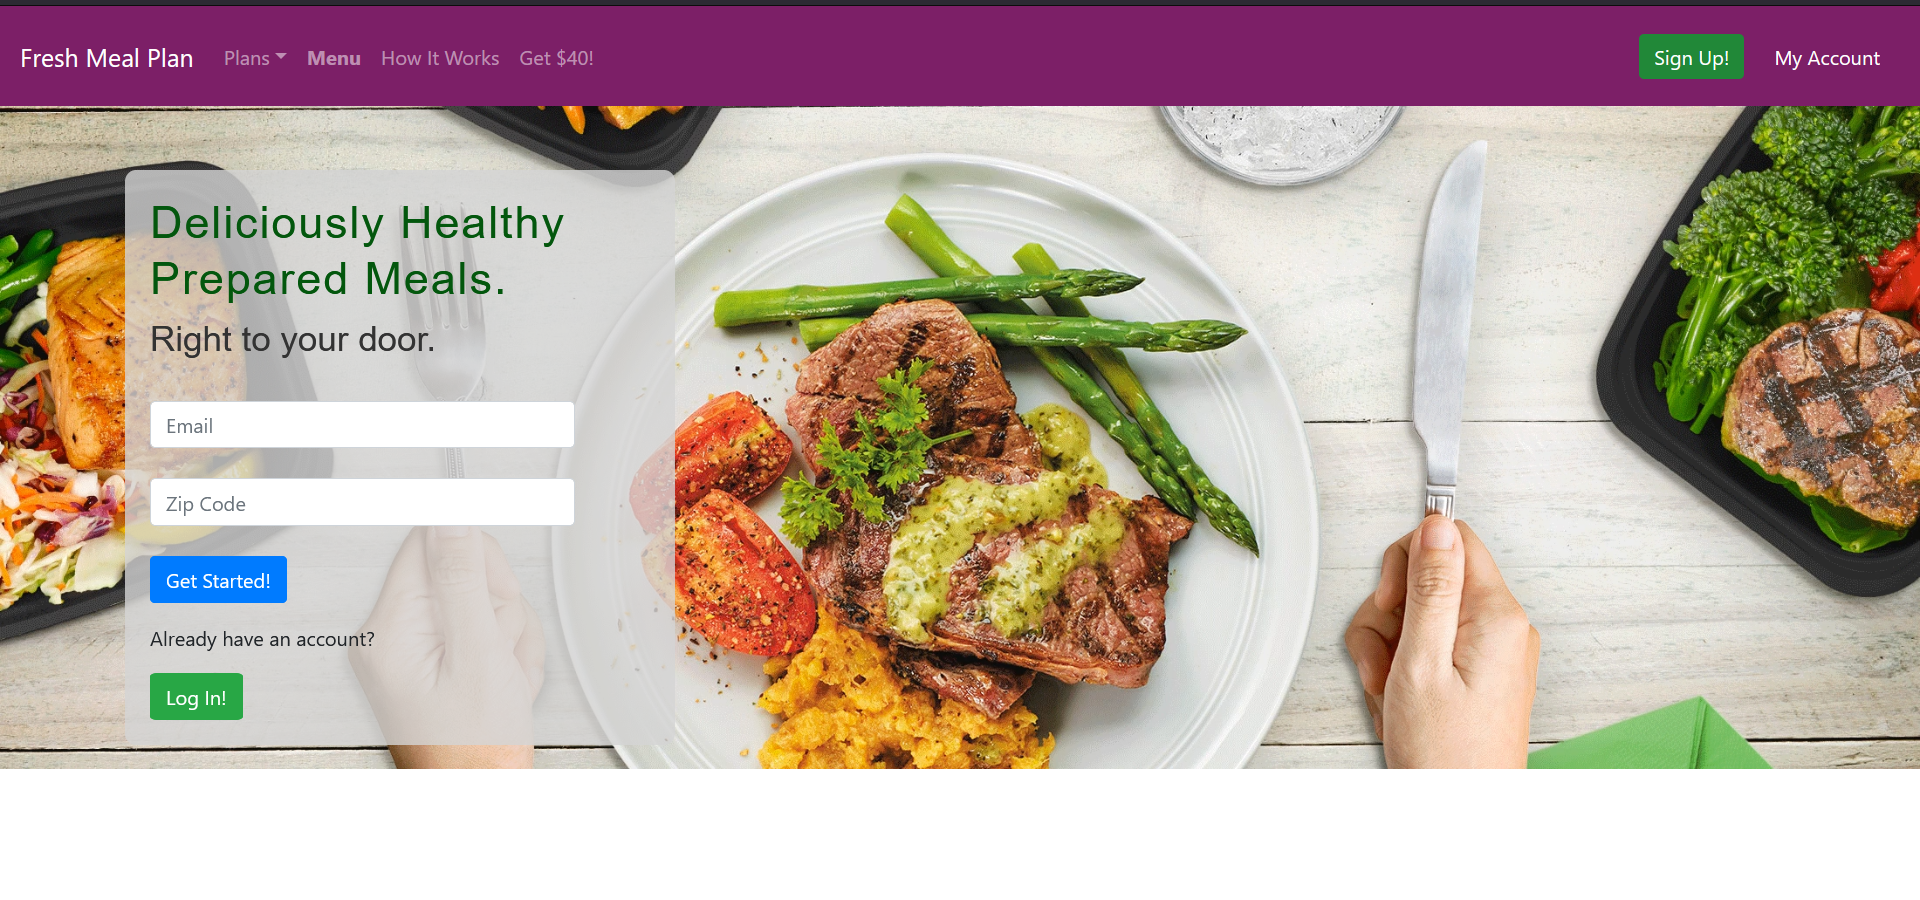 Fresh Meal Plan Plans Menu How It Works Get $40! Sign Up! My Account
Deliciously Healthy
Prepared Meals.
Right to your door.
Email
Zip Code
Get Started!
Already have an account?
Log In!